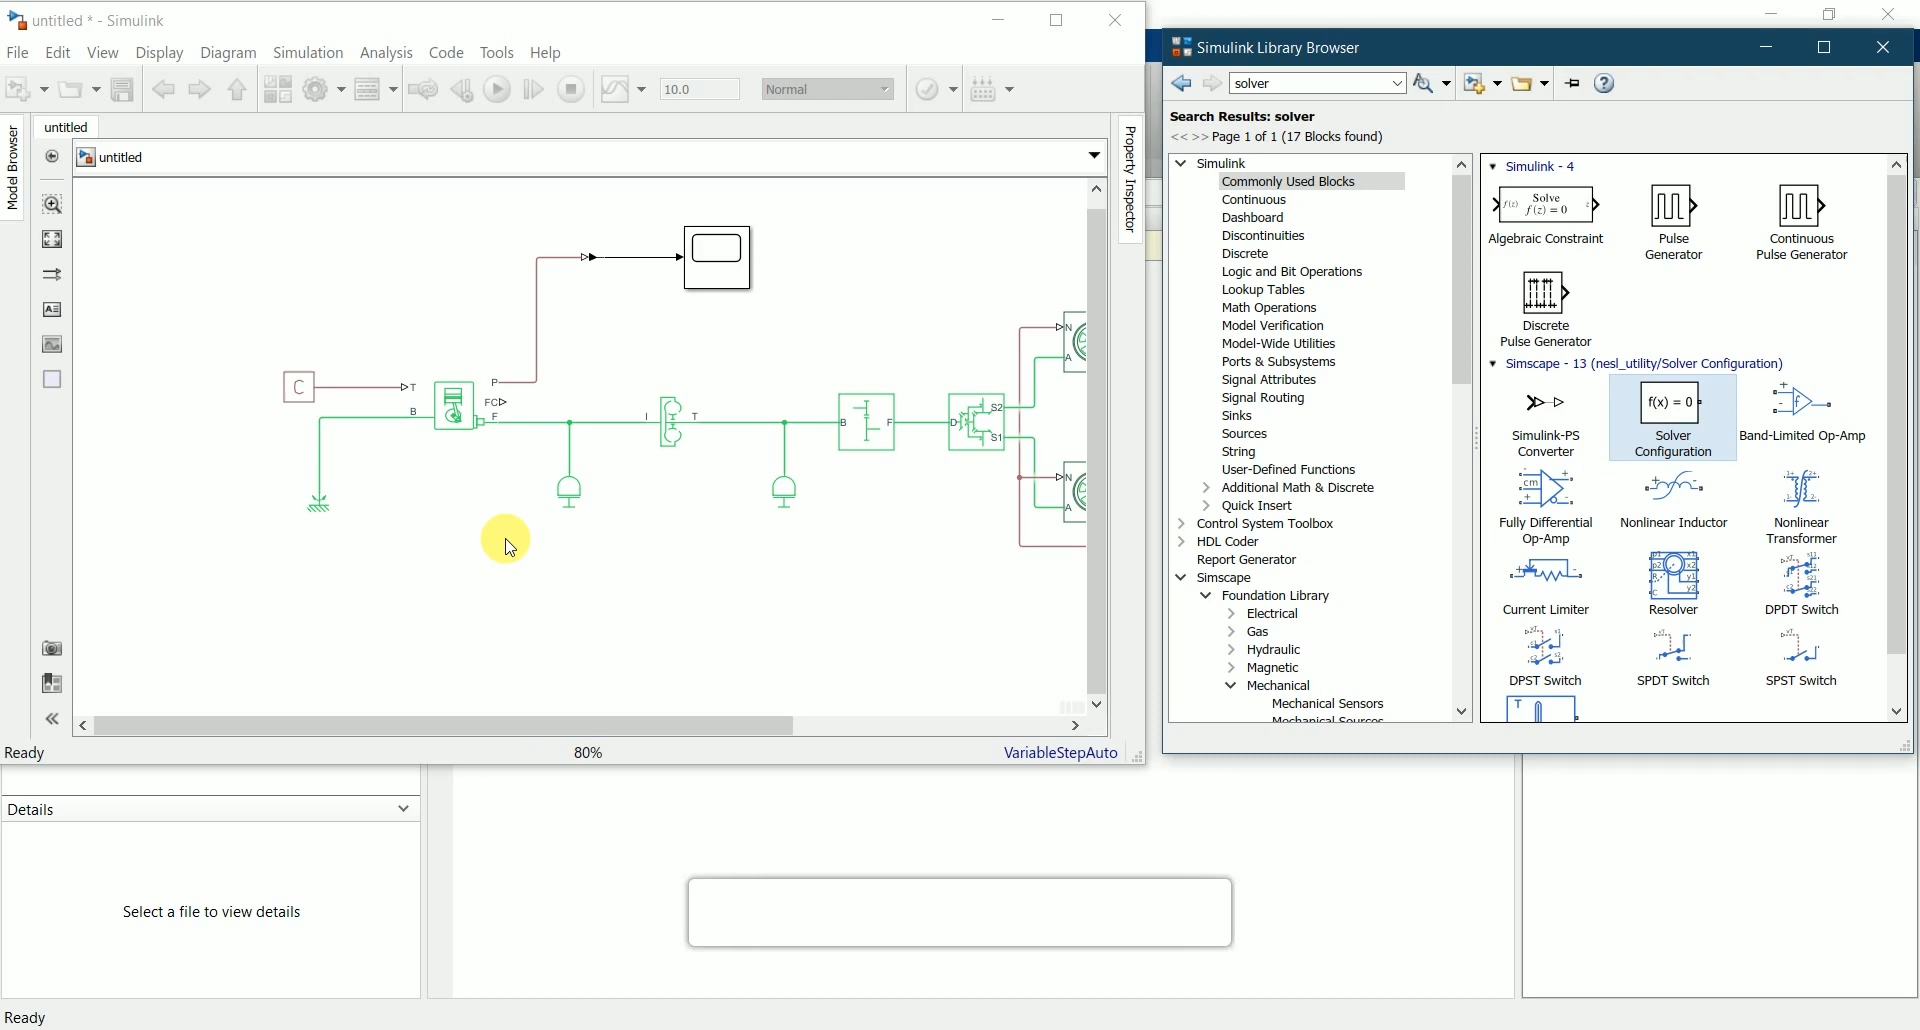 untitled * - Simulink
File Edit View Display Diagram Simulation Analysis Code Tools Help
10.0 Normal
Model Browser
untitled
untitled
Property Inspector
C
T
B
P
FC
F
I T
B F
D S2
S1
N
A
N
A
Ready 80% VariableStepAuto
Details
Select a file to view details
Ready
Simulink Library Browser
solver
Search Results: solver
<< >> Page 1 of 1 (17 Blocks found)
Simulink
Commonly Used Blocks
Continuous
Dashboard
Discontinuities
Discrete
Logic and Bit Operations
Lookup Tables
Math Operations
Model Verification
Model-Wide Utilities
Ports & Subsystems
Signal Attributes
Signal Routing
Sinks
Sources
String
User-Defined Functions
Additional Math & Discrete
Quick Insert
Control System Toolbox
HDL Coder
Report Generator
Simscape
Foundation Library
Electrical
Gas
Hydraulic
Magnetic
Mechanical
Mechanical Sensors
Mechanical Sources
Simulink - 4
f(z) Solve z
f(z) = 0
Algebraic Constraint
Pulse
Generator
Continuous
Pulse Generator
Discrete
Pulse Generator
Simscape - 13 (nesl_utility/Solver Configuration)
Simulink-PS
Converter
f(x) = 0
Solver
Configuration
Band-Limited Op-Amp
cm
Fully Differential
Op-Amp
Nonlinear Inductor
Nonlinear
Transformer
Current Limiter
Resolver
DPDT Switch
DPST Switch
SPDT Switch
SPST Switch
T